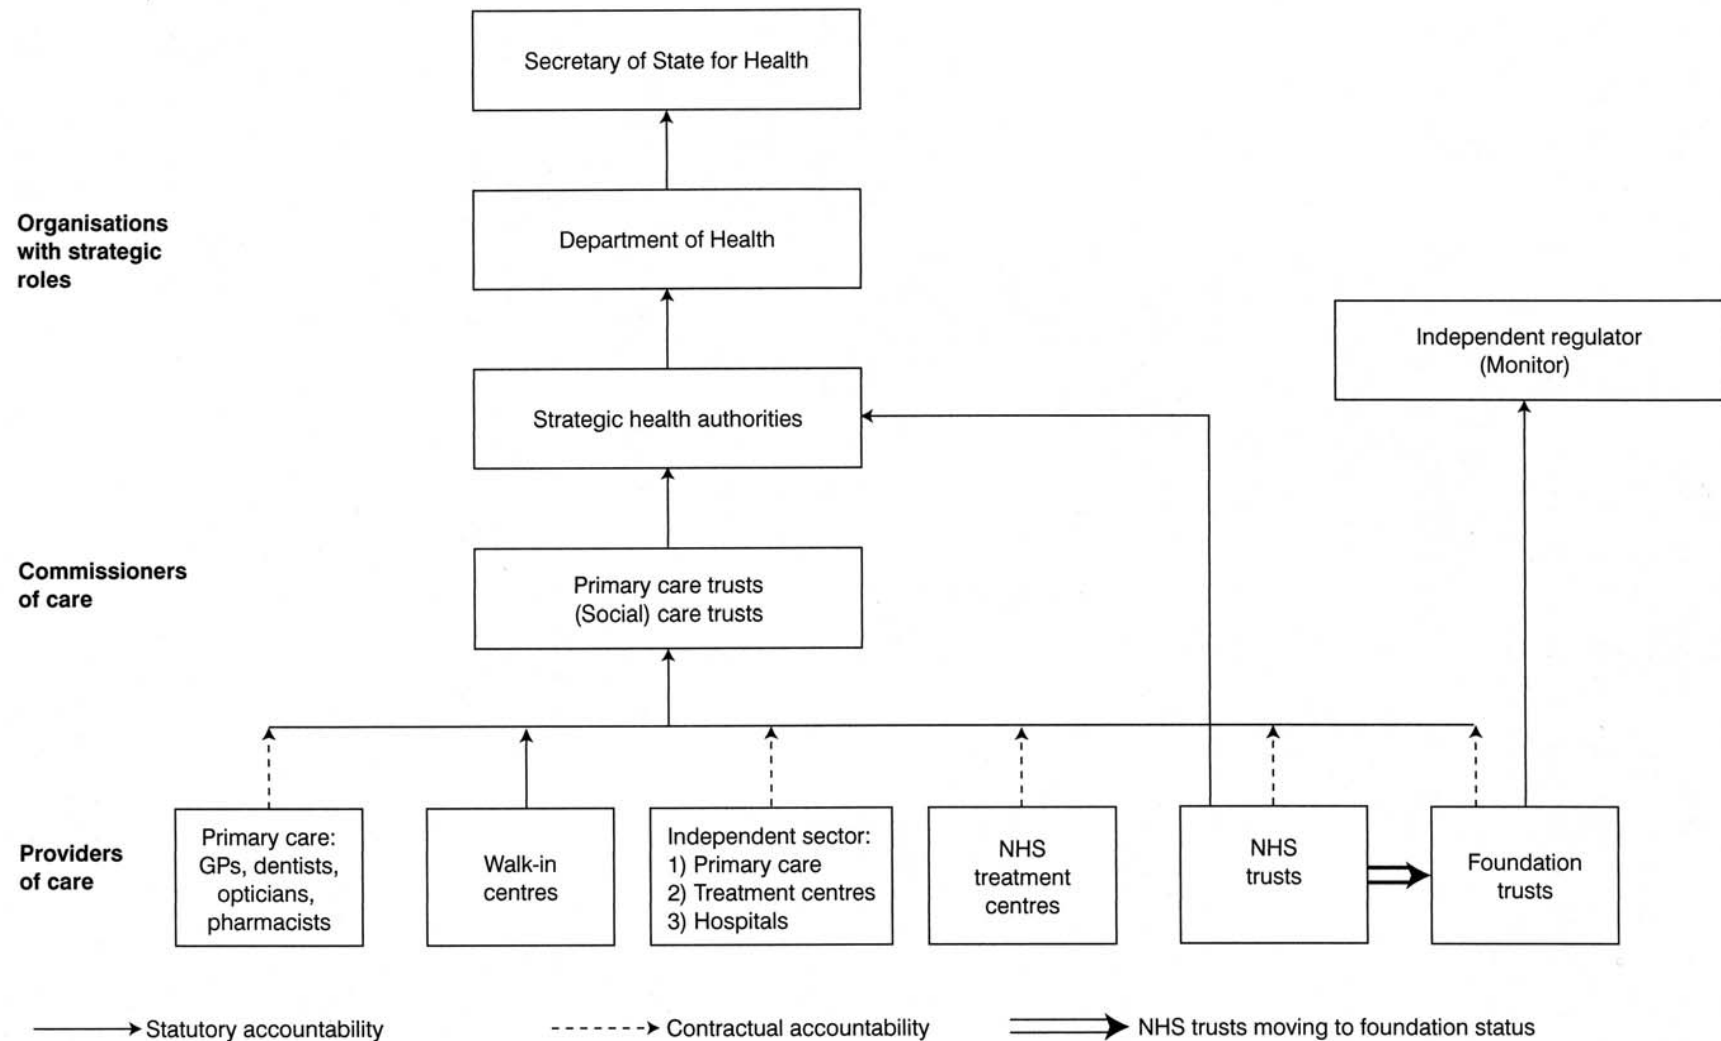 Secretary of State for Health
Organisations
with strategic
roles
Department of Health
Independent regulator
(Monitor)
Strategic health authorities
Commissioners
of care
Primary care trusts
(Social) care trusts
Providers
of care
Primary care:
GPs, dentists,
opticians,
pharmacists
Walk-in
centres
Independent sector:
1) Primary care
2) Treatment centres
3) Hospitals
NHS
treatment
centres
NHS
trusts
Foundation
trusts
Statutory accountability
Contractual accountability
NHS trusts moving to foundation status